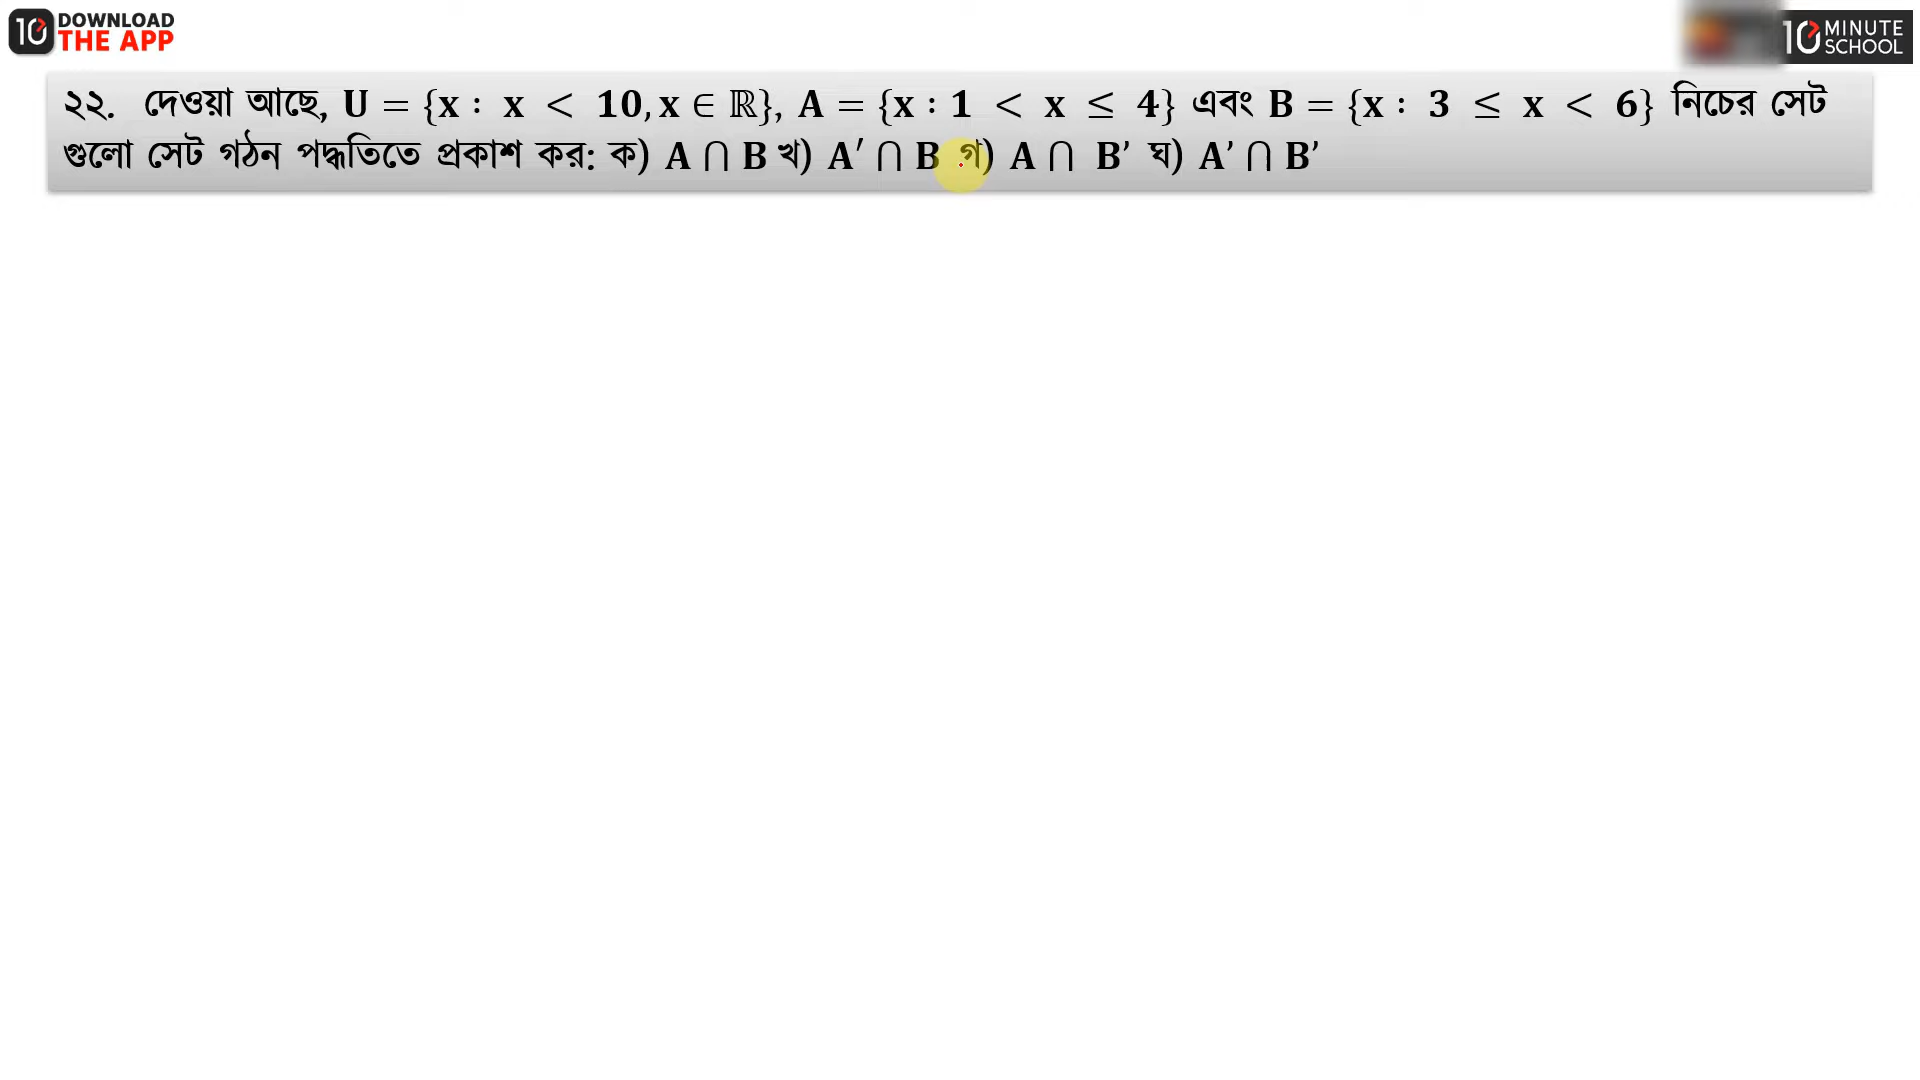 10 DOWNLOAD
THE APP
10 MINUTE
SCHOOL
২২. দেওয়া আছে, U = {x : x < 10, x ∈ ℝ}, A = {x : 1 < x ≤ 4} এবং B = {x : 3 ≤ x < 6} নিচের সেট
গুলো সেট গঠন পদ্ধতিতে প্রকাশ কর: ক) A ∩ B খ) A′ ∩ B গ) A ∩ B’ ঘ) A’ ∩ B’